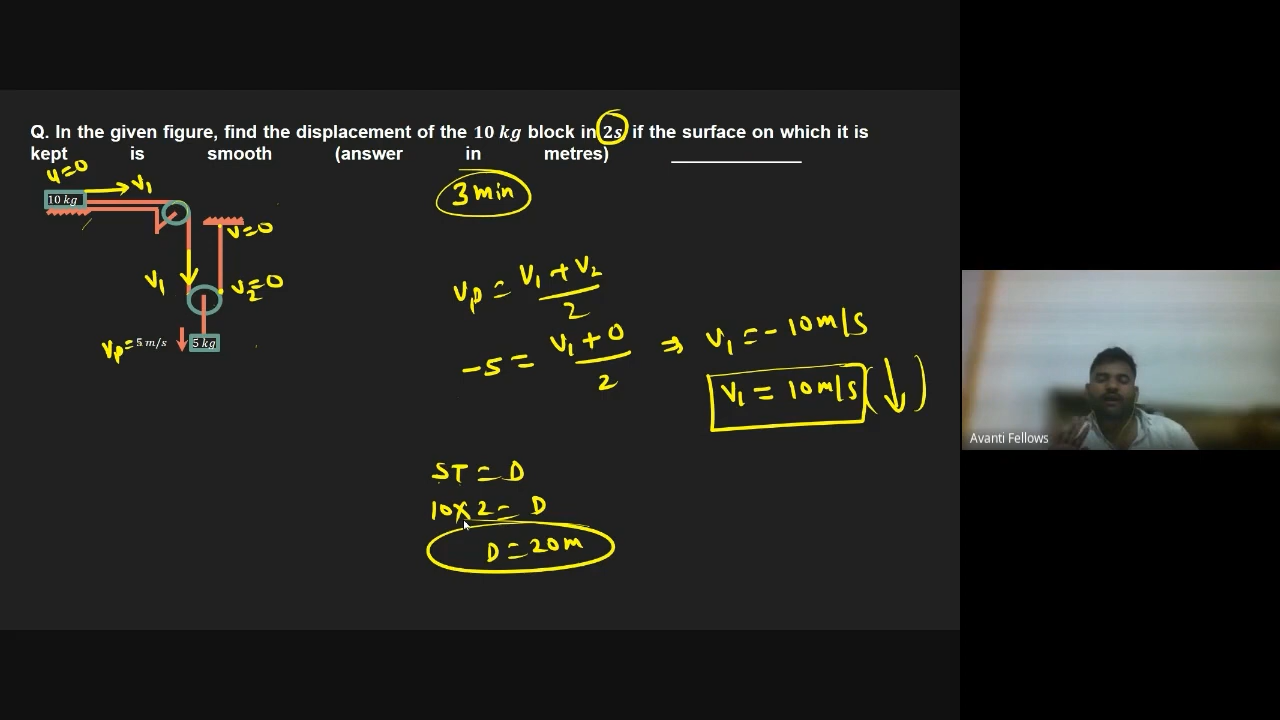 Q. In the given figure, find the displacement of the 10 kg block in 2s if the surface on which it is
kept is smooth (answer in metres) ____________
u=0
V₁
10 kg
3 min
V=0
V₁
V₂=0
Vp=5 m/s
5 kg
Vp = V₁ + V₂ / 2
-5 = V₁ + 0 / 2 ⇒ V₁ = -10 m/s
V₁ = 10 m/s (↓)
ST = D
10 x 2 = D
D = 20 m
Avanti Fellows